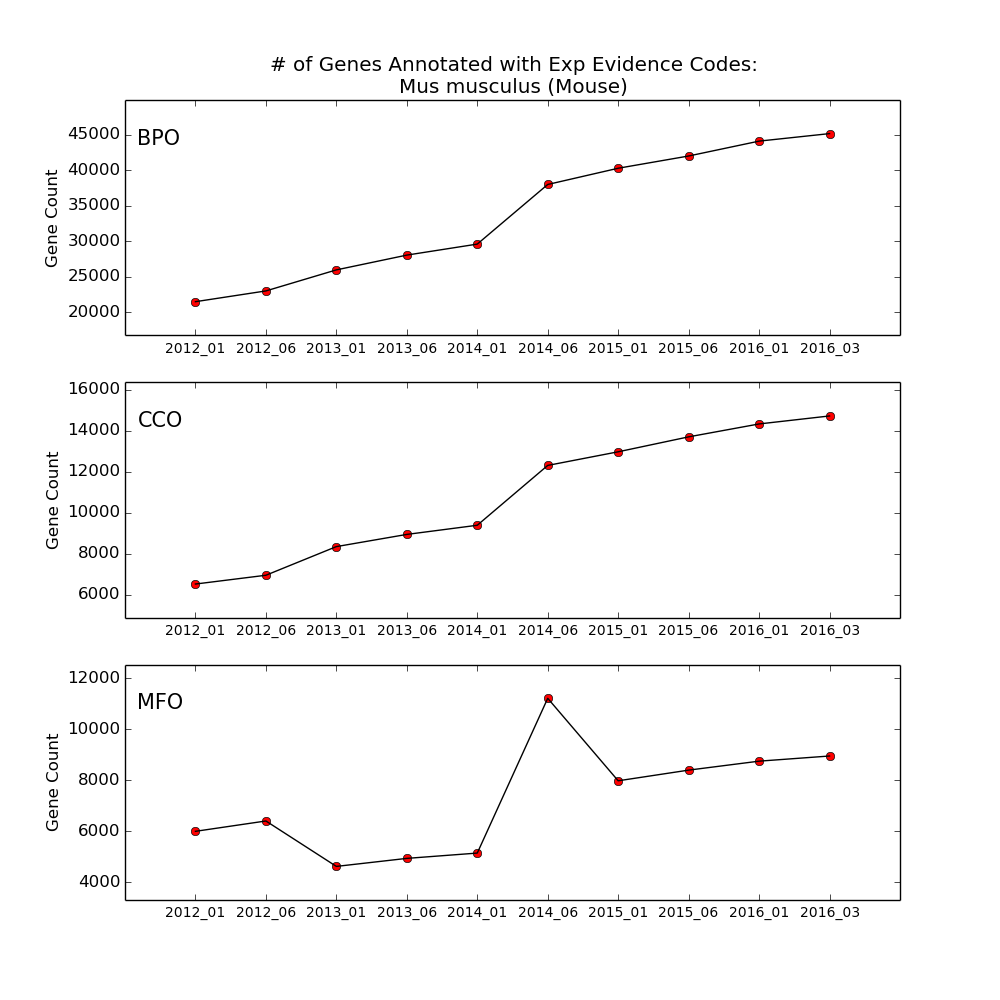 # of Genes Annotated with Exp Evidence Codes:
Mus musculus (Mouse)
BPO
Gene Count
45000
40000
35000
30000
25000
20000
2012_01 2012_06 2013_01 2013_06 2014_01 2014_06 2015_01 2015_06 2016_01 2016_03
CCO
Gene Count
16000
14000
12000
10000
8000
6000
2012_01 2012_06 2013_01 2013_06 2014_01 2014_06 2015_01 2015_06 2016_01 2016_03
MFO
Gene Count
12000
10000
8000
6000
4000
2012_01 2012_06 2013_01 2013_06 2014_01 2014_06 2015_01 2015_06 2016_01 2016_03